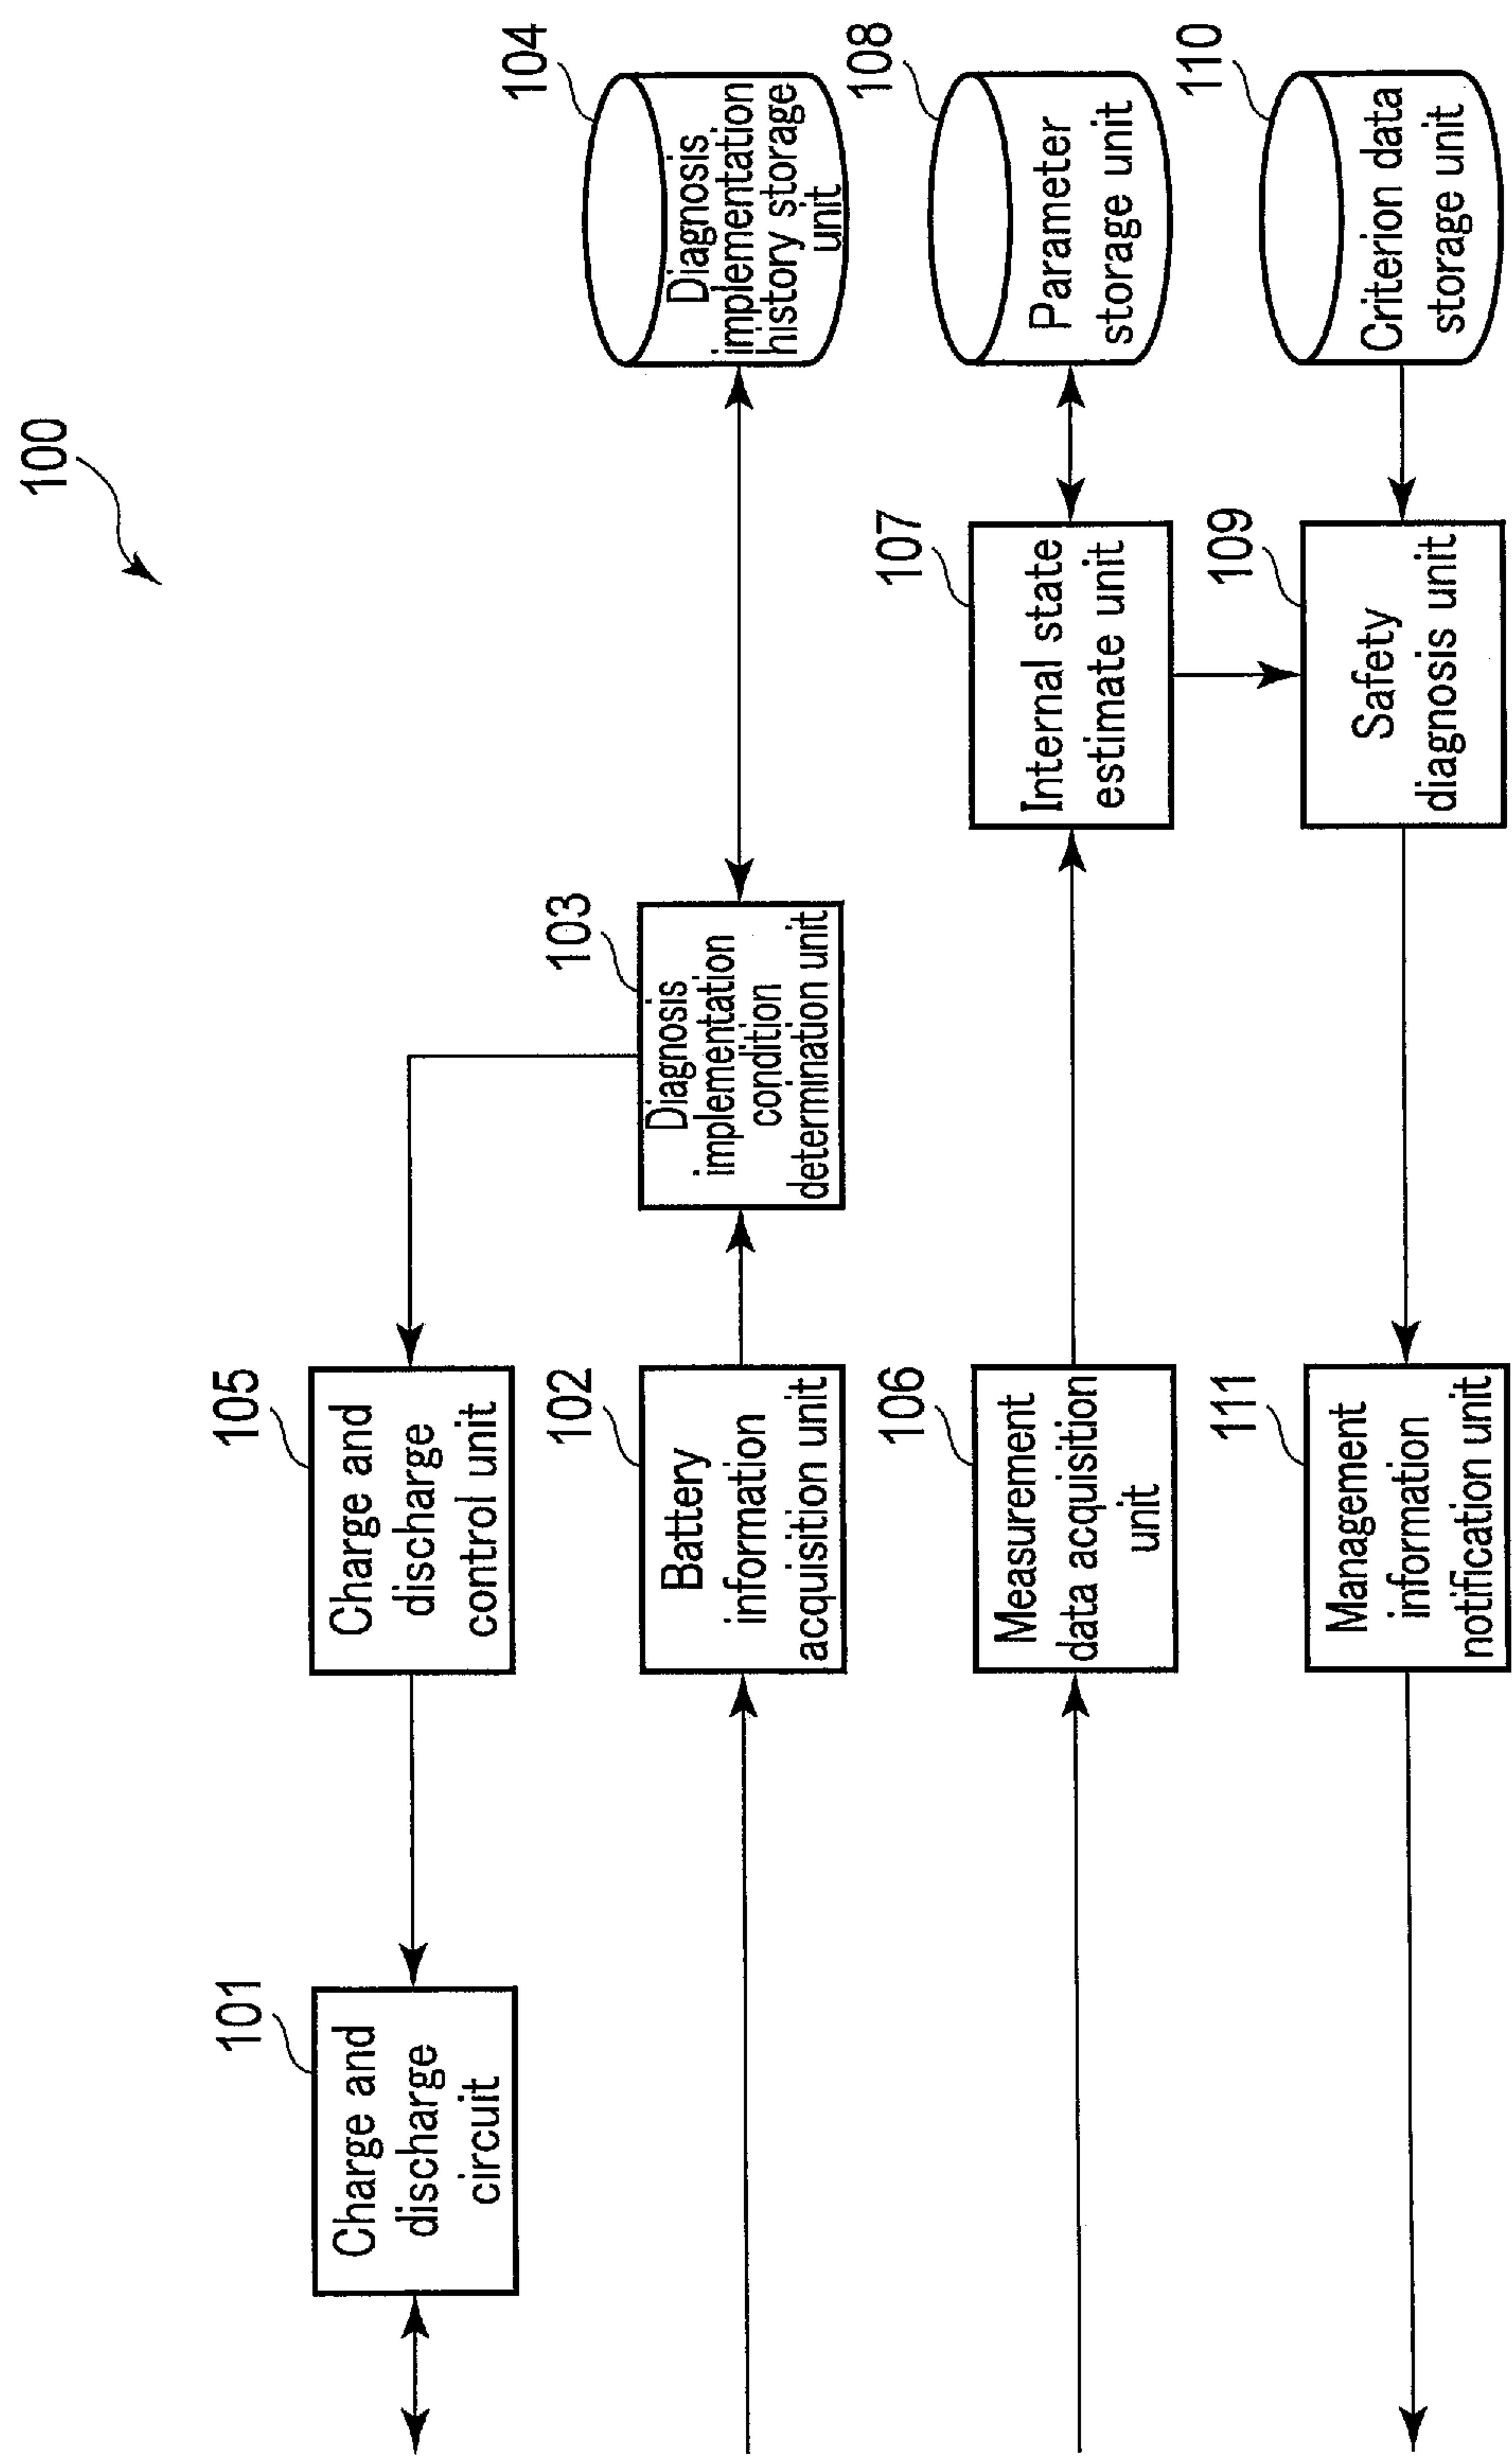 100
101
Charge and
discharge
circuit
105
Charge and
discharge
control unit
102
Battery
information
acquisition unit
103
Diagnosis
implementation
condition
determination unit
104
Diagnosis
implementation
history storage
unit
106
Measurement
data acquisition
unit
107
Internal state
estimate unit
108
Parameter
storage unit
111
Management
information
notification unit
109
Safety
diagnosis unit
110
Criterion data
storage unit